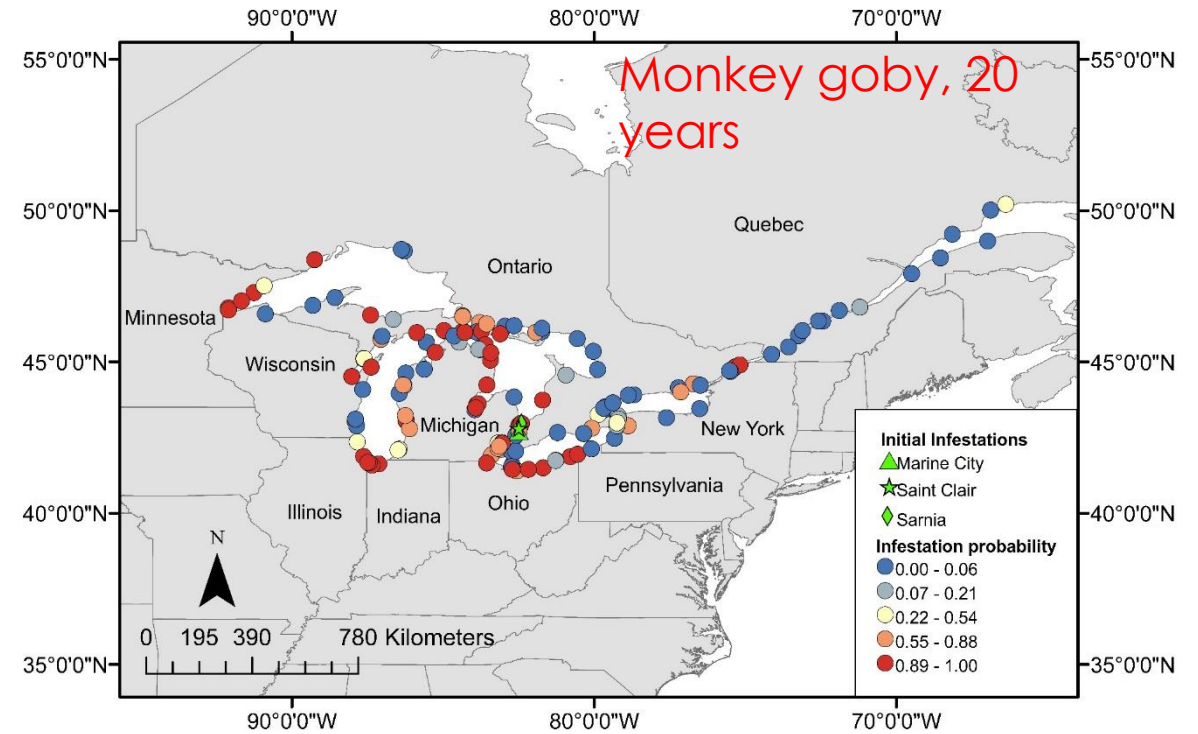 90°0'0"W 80°0'0"W 70°0'0"W
55°0'0"N 55°0'0"N
Monkey goby, 20
years
50°0'0"N 50°0'0"N
Quebec
Ontario
Minnesota
45°0'0"N 45°0'0"N
Wisconsin
Michigan
New York
Pennsylvania
Ohio
Illinois
Indiana
40°0'0"N 40°0'0"N
35°0'0"N 35°0'0"N
N
0 195 390 780 Kilometers
Initial Infestations
Marine City
Saint Clair
Sarnia
Infestation probability
0.00 - 0.06
0.07 - 0.21
0.22 - 0.54
0.55 - 0.88
0.89 - 1.00
90°0'0"W 80°0'0"W 70°0'0"W